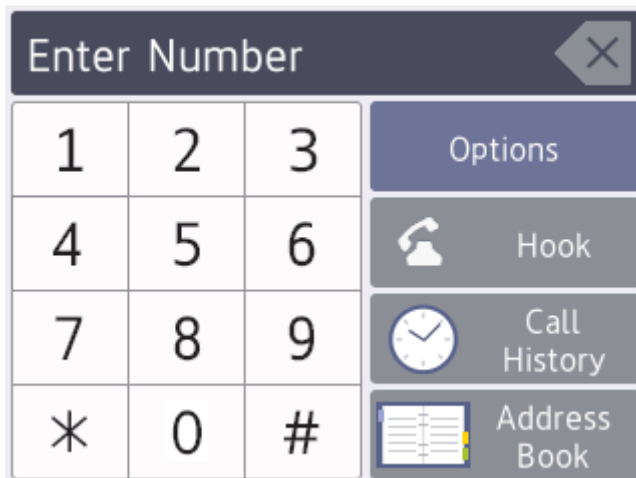 Enter Number
1 2 3
Options
4 5 6
Hook
7 8 9
Call
History
* 0 #
Address
Book